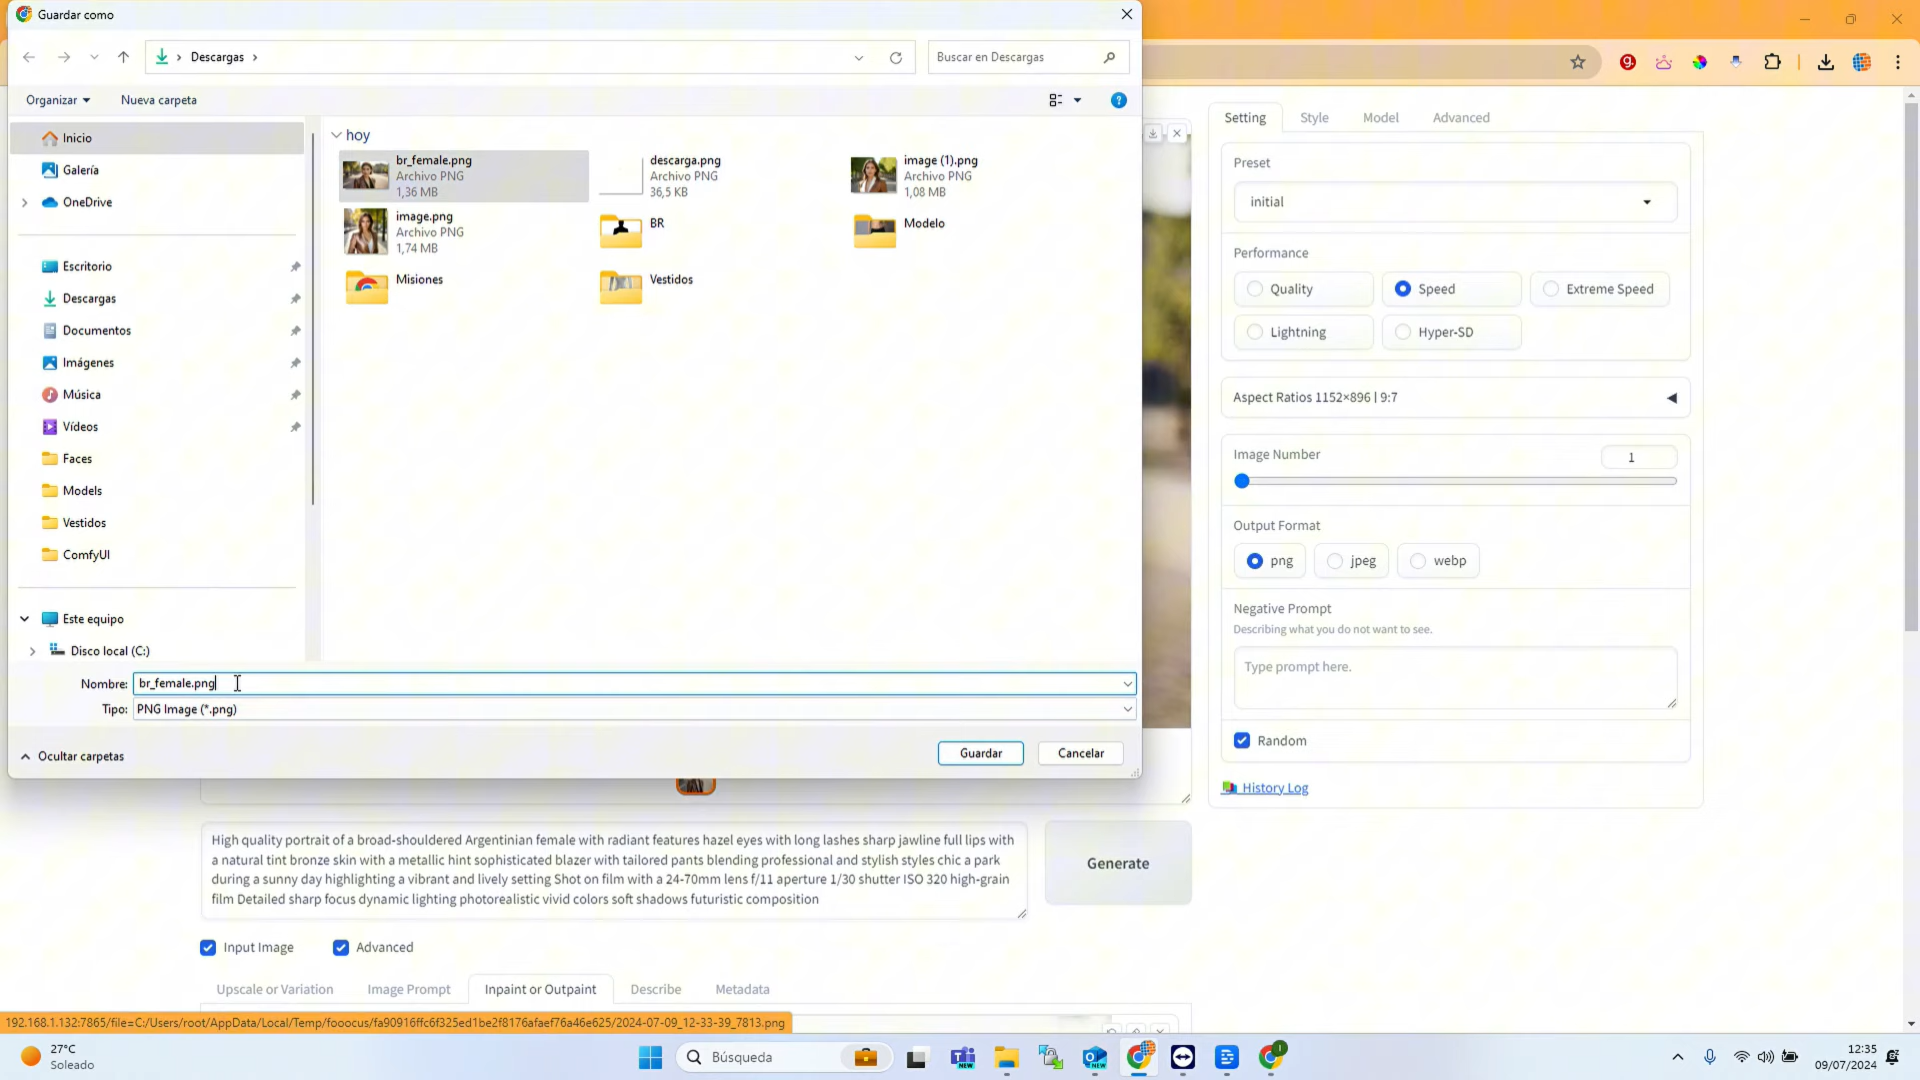 Guardar como
Descargas
Buscar en Descargas
Organizar
Nueva carpeta
Inicio
Galería
OneDrive
Escritorio
Descargas
Documentos
Imágenes
Música
Vídeos
Faces
Models
Vestidos
ComfyUI
Este equipo
Disco local (C:)
hoy
br_female.png
Archivo PNG
1,36 MB
descarga.png
Archivo PNG
36,5 KB
image (1).png
Archivo PNG
1,08 MB
image.png
Archivo PNG
1,74 MB
BR
Modelo
Misiones
Vestidos
Nombre: br_female.png
Tipo: PNG Image (*.png)
Ocultar carpetas
Guardar
Cancelar
Setting
Style
Model
Advanced
Preset
initial
Performance
Quality
Speed
Extreme Speed
Lightning
Hyper-SD
Aspect Ratios 1152×896 | 9:7
Image Number
1
Output Format
png
jpeg
webp
Negative Prompt
Describing what you do not want to see.
Type prompt here.
Random
History Log
High quality portrait of a broad-shouldered Argentinian female with radiant features hazel eyes with long lashes sharp jawline full lips with
a natural tint bronze skin with a metallic hint sophisticated blazer with tailored pants blending professional and stylish styles chic a park
during a sunny day highlighting a vibrant and lively setting Shot on film with a 24-70mm lens f/11 aperture 1/30 shutter ISO 320 high-grain
film Detailed sharp focus dynamic lighting photorealistic vivid colors soft shadows futuristic composition
Generate
Input Image
Advanced
Upscale or Variation
Image Prompt
Inpaint or Outpaint
Describe
Metadata
192.168.1.132:7865/file=C:/Users/root/AppData/Local/Temp/fooocus/fa90916ffc6f325ed1be2f8176afaef76a46e625/2024-07-09_12-33-39_7813.png
27°C
Soleado
Búsqueda
NEW
NEW
1
12:35
09/07/2024